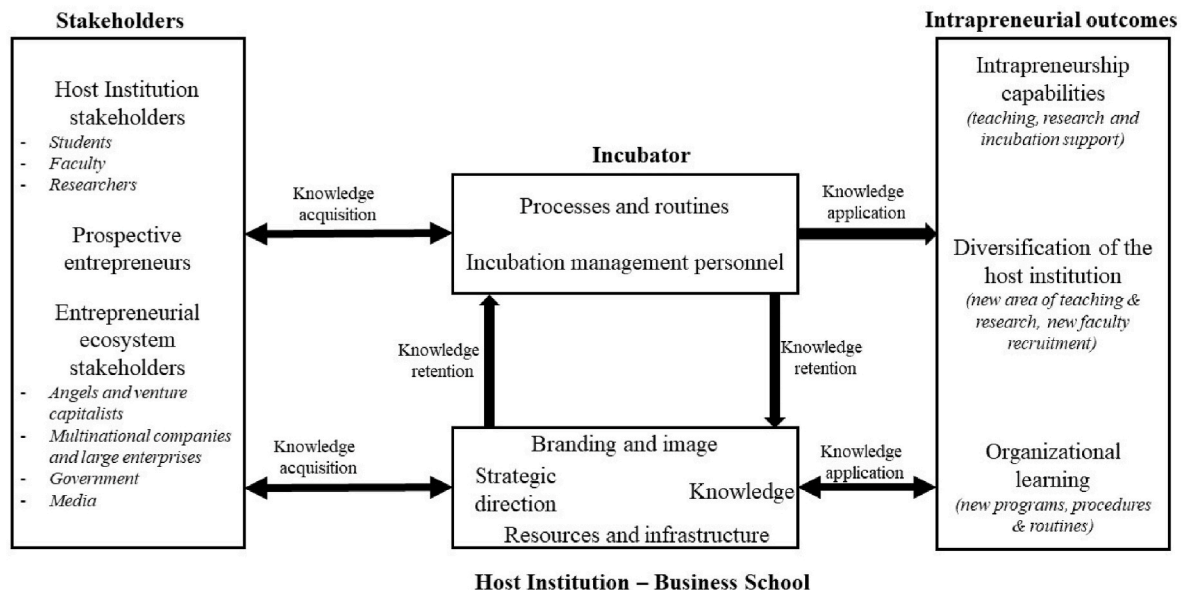 Stakeholders
Host Institution
stakeholders
- Students
- Faculty
- Researchers
Prospective
entrepreneurs
Entrepreneurial
ecosystem
stakeholders
- Angels and venture
capitalists
- Multinational companies
and large enterprises
- Government
- Media
Knowledge
acquisition
Knowledge
acquisition
Incubator
Processes and routines
Incubation management personnel
Knowledge
retention
Knowledge
retention
Branding and image
Strategic
direction
Knowledge
Resources and infrastructure
Host Institution – Business School
Knowledge
application
Knowledge
application
Intrapreneurial outcomes
Intrapreneurship
capabilities
(teaching, research and
incubation support)
Diversification of the
host institution
(new area of teaching &
research, new faculty
recruitment)
Organizational
learning
(new programs, procedures
& routines)